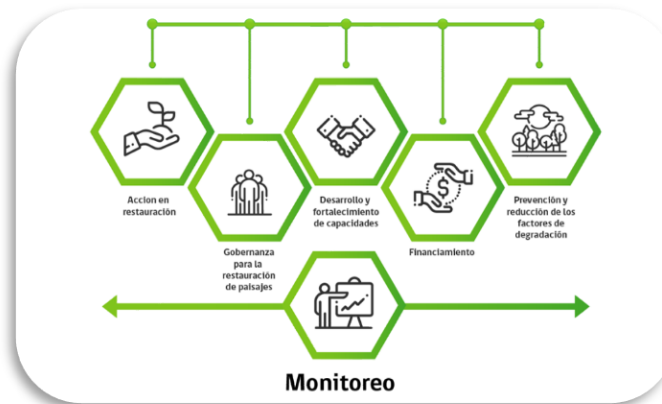 Accion en
restauración
Gobernanza
para la
restauración
de paisajes
Desarrollo y
fortalecimiento
de capacidades
$
Financiamiento
Prevención y
reducción de los
factores de
degradación
Monitoreo